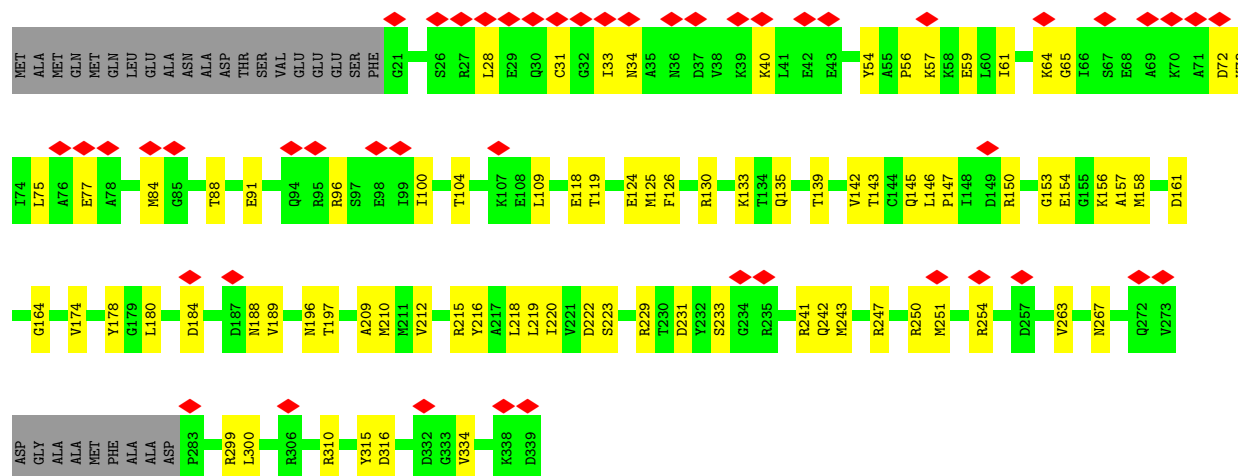 MET ALA MET GLN MET GLN LEU GLU ALA ASN ALA ASP THR SER VAL GLU GLU GLU SER PHE G21 S26 R27 L28 E29 Q30 C31 G32 I33 N34 A35 N36 D37 V38 K39 K40 L41 E42 E43 Y54 A55 P56 K57 K58 E59 L60 I61 K64 G65 I66 S67 E68 A69 K70 A71 D72
I74 L75 A76 E77 A78 M84 G85 T88 E91 Q94 R95 R96 S97 E98 I99 I100 T104 K107 E108 L109 E118 T119 E124 M125 F126 R130 K133 T134 Q135 T139 V142 T143 C144 Q145 L146 P147 I148 D149 R150 G153 E154 G155 K156 A157 M158 D161
G164 V174 Y178 G179 L180 D184 D187 N188 V189 N196 T197 A209 M210 M211 V212 R215 Y216 A217 L218 L219 I220 V221 D222 S223 R229 T230 D231 Y232 S233 G234 R235 R241 Q242 M243 R247 R250 M251 R254 D257 V263 N267 Q272 V273
ASP GLY ALA ALA MET PHE ALA ALA ASP P283 R299 L300 R306 R310 Y315 D316 D332 G333 V334 K338 D339